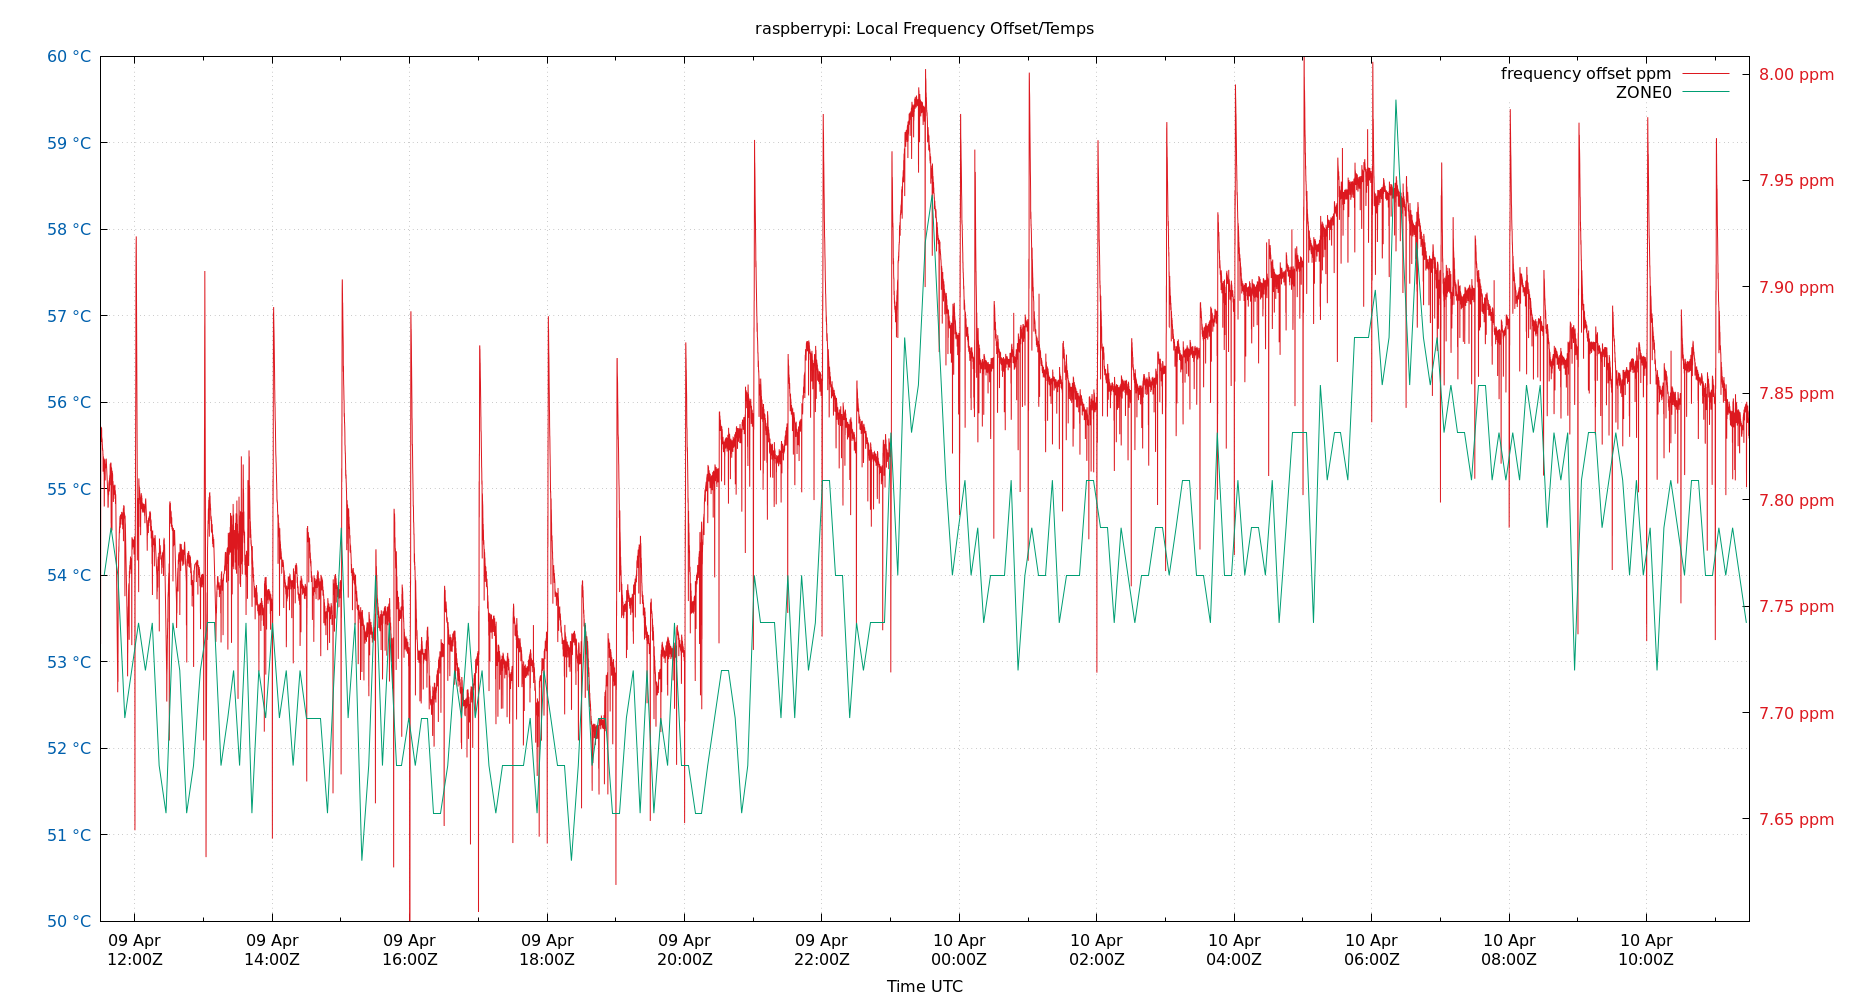 raspberrypi: Local Frequency Offset/Temps
60 °C
59 °C
58 °C
57 °C
56 °C
55 °C
54 °C
53 °C
52 °C
51 °C
50 °C
frequency offset ppm
ZONE0
8.00 ppm
7.95 ppm
7.90 ppm
7.85 ppm
7.80 ppm
7.75 ppm
7.70 ppm
7.65 ppm
09 Apr
12:00Z
09 Apr
14:00Z
09 Apr
16:00Z
09 Apr
18:00Z
09 Apr
20:00Z
09 Apr
22:00Z
10 Apr
00:00Z
10 Apr
02:00Z
10 Apr
04:00Z
10 Apr
06:00Z
10 Apr
08:00Z
10 Apr
10:00Z
Time UTC